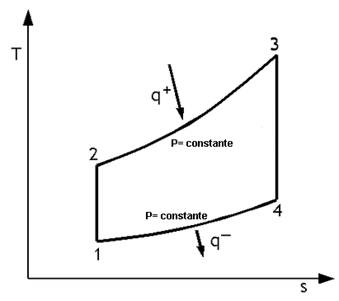 T
3
q+
2
P= constante
P= constante
4
1
q−
s